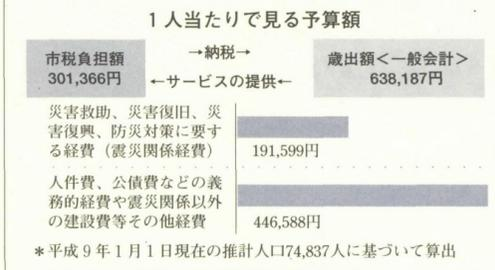 1人当たりで見る予算額
市税負担額
301,366円
→納税→
←サービスの提供←
歳出額<一般会計>
638,187円
災害救助、災害復旧、災
害復興、防災対策に要す
る経費（震災関係経費）
191,599円
人件費、公債費などの義
務的経費や震災関係以外
の建設費等その他経費
446,588円
＊平成9年1月1日現在の推計人口74,837人に基づいて算出